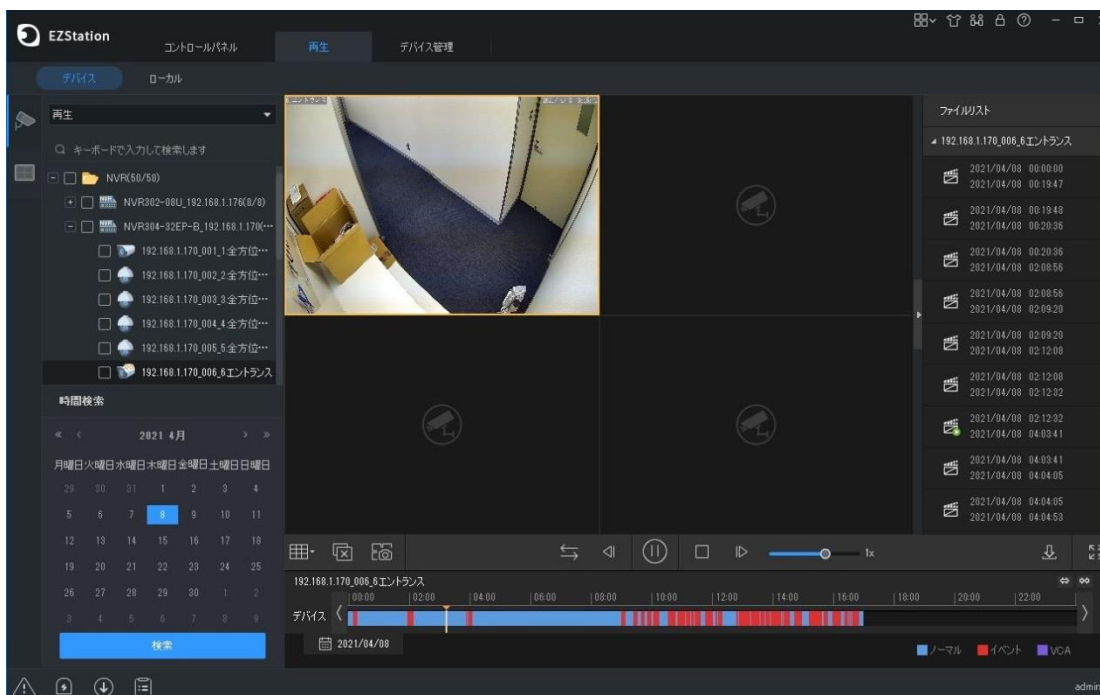 EZStation
コントロールパネル
再生
デバイス管理
デバイス
ローカル
再生
キーボードで入力して検索します
NVR(50/50)
NVR302-08U_192.168.1.176(8/8)
NVR304-32EP-B_192.168.1.170(…
192.168.1.170_001_1全方位…
192.168.1.170_002_2全方位…
192.168.1.170_003_3全方位…
192.168.1.170_004_4全方位…
192.168.1.170_005_5全方位…
192.168.1.170_006_6エントランス
時間検索
« < 2021 4月 > »
月曜日 火曜日 水曜日 木曜日 金曜日 土曜日 日曜日
29 30 31 1 2 3 4
5 6 7 8 9 10 11
12 13 14 15 16 17 18
19 20 21 22 23 24 25
26 27 28 29 30 1 2
3 4 5 6 7 8 9
検索
エントランス
1x
192.168.1.170_006_6エントランス
00:00 02:00 04:00 06:00 08:00 10:00 12:00 14:00 16:00 18:00 20:00 22:00
デバイス
2021/04/08
ノーマル イベント VCA
ファイルリスト
192.168.1.170_006_6エントランス
2021/04/08 00:00:00
2021/04/08 00:19:47
2021/04/08 00:19:48
2021/04/08 00:20:36
2021/04/08 00:20:36
2021/04/08 02:08:56
2021/04/08 02:08:56
2021/04/08 02:09:20
2021/04/08 02:09:20
2021/04/08 02:12:08
2021/04/08 02:12:08
2021/04/08 02:12:32
2021/04/08 02:12:32
2021/04/08 04:03:41
2021/04/08 04:03:41
2021/04/08 04:04:05
2021/04/08 04:04:05
2021/04/08 04:04:53
admin